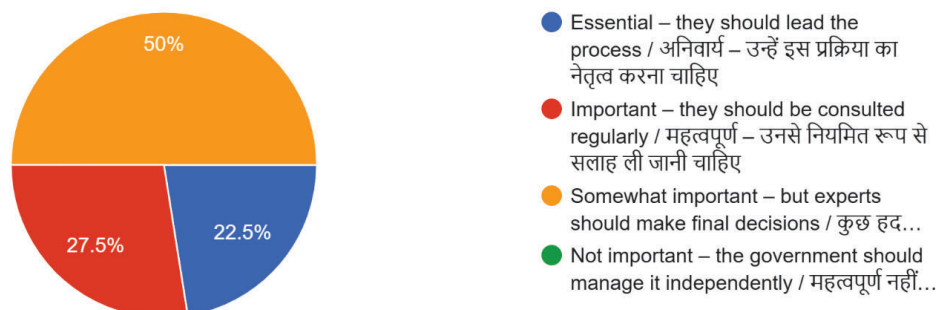 50%
27.5%
22.5%
Essential – they should lead the
process / अनिवार्य – उन्हें इस प्रक्रिया का
नेतृत्व करना चाहिए
Important – they should be consulted
regularly / महत्वपूर्ण – उनसे नियमित रूप से
सलाह ली जानी चाहिए
Somewhat important – but experts
should make final decisions / कुछ हद…
Not important – the government should
manage it independently / महत्वपूर्ण नहीं…